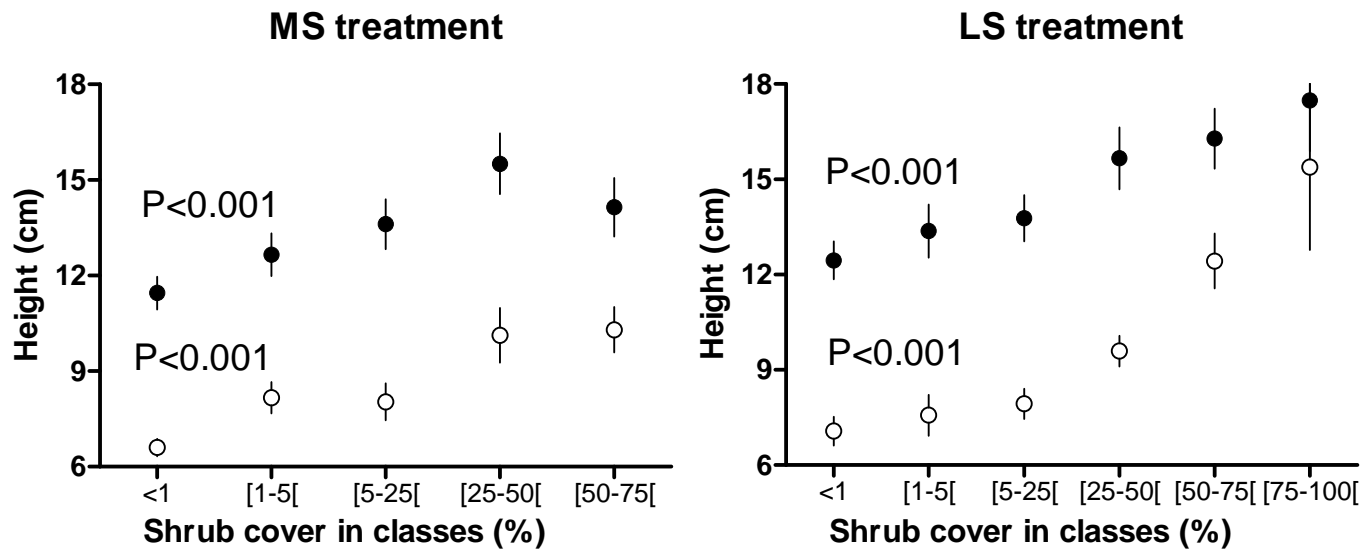 MS treatment
18
15
12
9
6
Height (cm)
P<0.001
P<0.001
<1
[1-5[
[5-25[
[25-50[
[50-75[
Shrub cover in classes (%)
LS treatment
18
15
12
9
6
Height (cm)
P<0.001
P<0.001
<1
[1-5[
[5-25[
[25-50[
[50-75[
[75-100[
Shrub cover in classes (%)